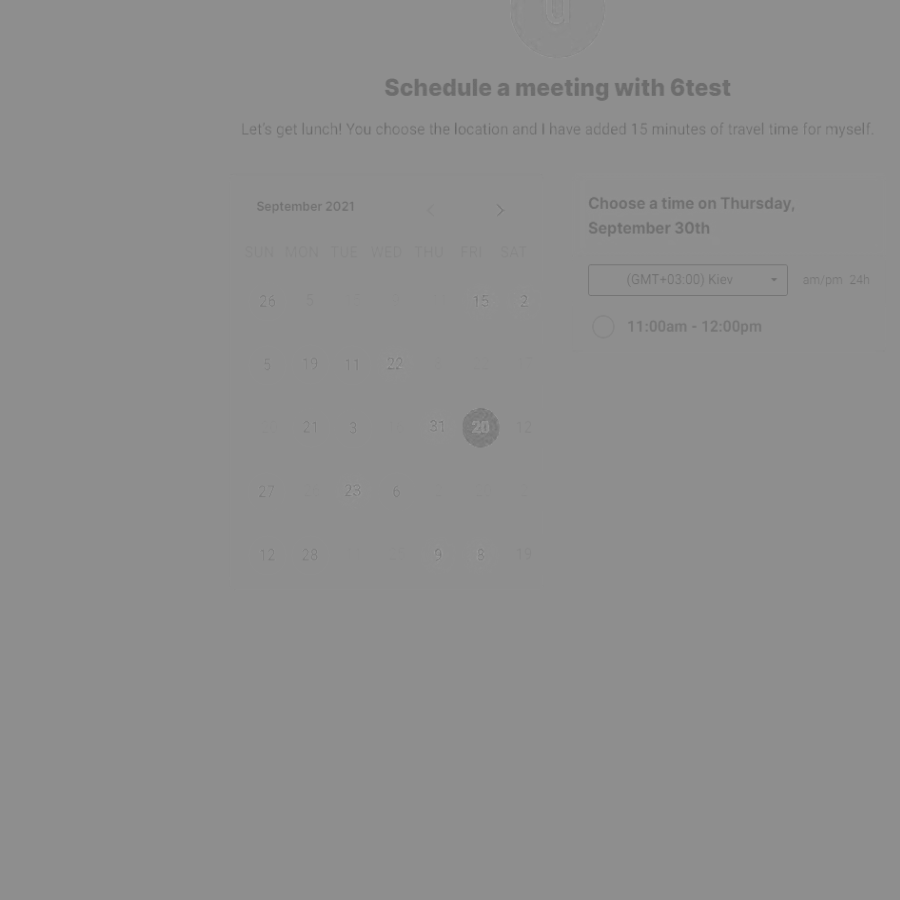 Schedule a meeting with 6test
Let's get lunch! You choose the location and I have added 15 minutes of travel time for myself.
September 2021
SUN MON TUE WED THU FRI SAT
26 5 15 2
5 19 11 22
21 3 31 20 12
27 23 6
12 28 9 8
Choose a time on Thursday,
September 30th
(GMT+03:00) Kiev am/pm 24h
11:00am - 12:00pm